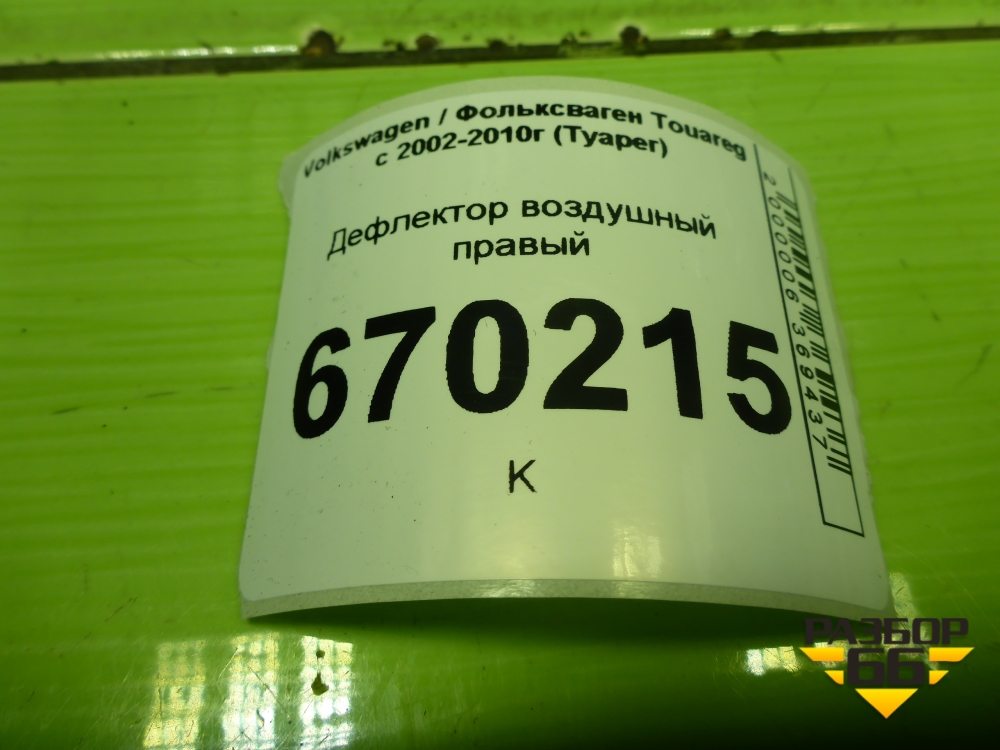 Volkswagen / Фольксваген Touareg
с 2002-2010г (Туарег)
Дефлектор воздушный
правый
670215
К
2000006369437
РАЗБОР
66